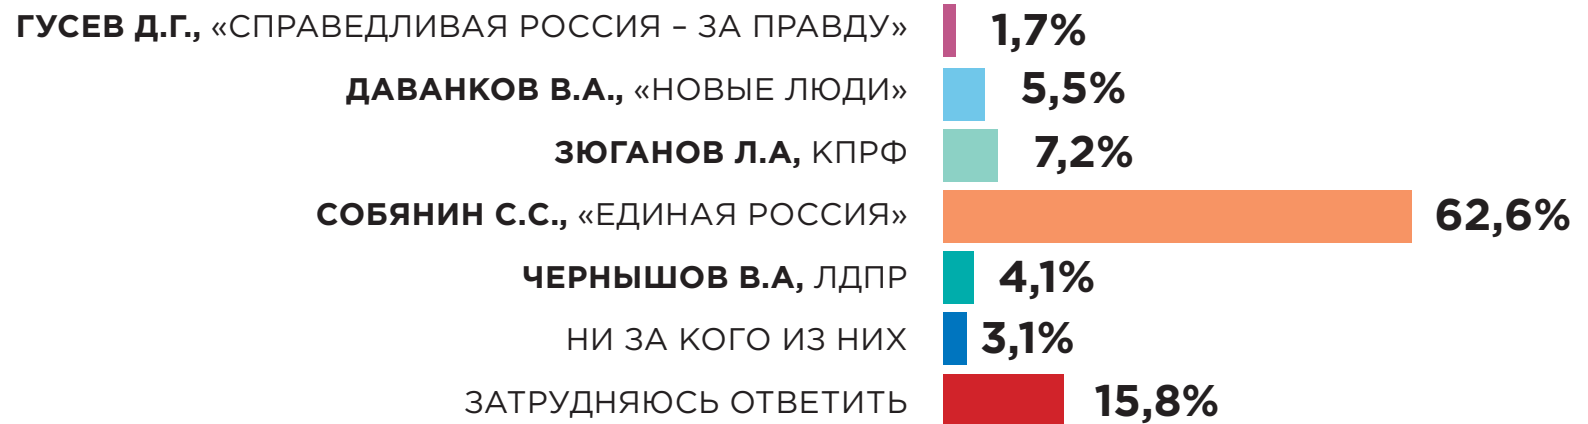 ГУСЕВ Д.Г., «СПРАВЕДЛИВАЯ РОССИЯ – ЗА ПРАВДУ» 1,7%
ДАВАНКОВ В.А., «НОВЫЕ ЛЮДИ» 5,5%
ЗЮГАНОВ Л.А, КПРФ 7,2%
СОБЯНИН С.С., «ЕДИНАЯ РОССИЯ» 62,6%
ЧЕРНЫШОВ В.А, ЛДПР 4,1%
НИ ЗА КОГО ИЗ НИХ 3,1%
ЗАТРУДНЯЮСЬ ОТВЕТИТЬ 15,8%